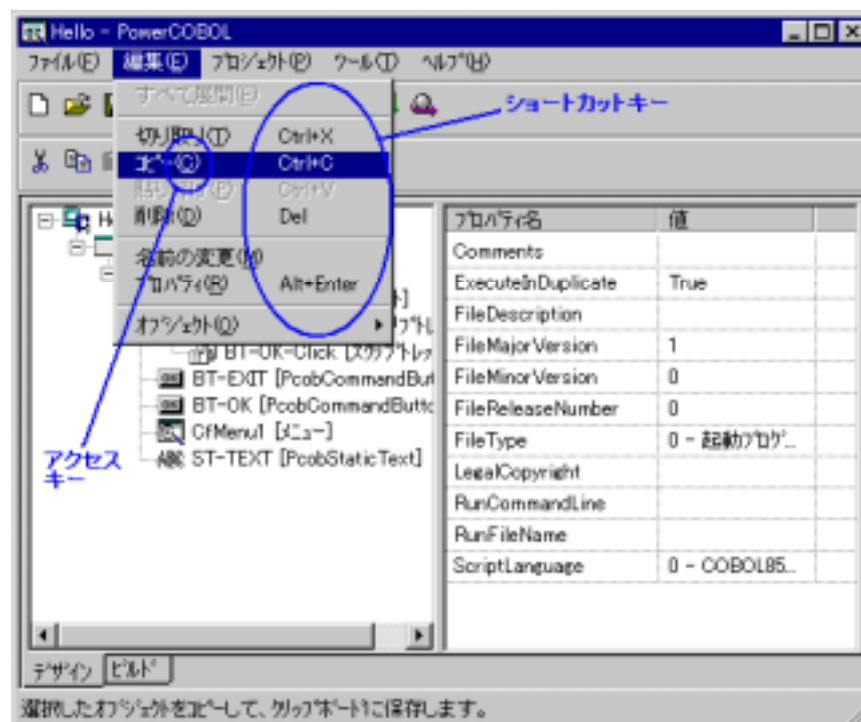 Hello - PowerCOBOL
ﾌｧｲﾙ(E) 編集(E) ﾌﾟﾛｼﾞｪｸﾄ(P) ﾂｰﾙ(T) ﾍﾙﾌﾟ(H)
すべて展開(E)
切り取り(T) Ctrl+X
ｺﾋﾟｰ(C) Ctrl+C
貼り付け(P) Ctrl+V
削除(D) Del
名前の変更(M)
ﾌﾟﾛﾊﾟﾃｨ(R) Alt+Enter
ｵﾌﾞｼﾞｪｸﾄ(O)
ショートカットキー
アクセス
キー
BT-OK-Click [ｽｸﾘﾌﾟﾄﾚｯ
BT-EXIT [PcobCommandBut
BT-OK [PcobCommandButtc
CfMenu1 [ﾒﾆｭｰ]
ST-TEXT [PcobStaticText]
ﾌﾟﾛﾊﾟﾃｨ名 値
Comments
ExecuteInDuplicate True
FileDescription
FileMajorVersion 1
FileMinorVersion 0
FileReleaseNumber 0
FileType 0 - 起動ﾌﾟﾛｸﾞ...
LegalCopyright
RunCommandLine
RunFileName
ScriptLanguage 0 - COBOL85...
ﾃﾞｻﾞｲﾝ ﾋﾞﾙﾄﾞ
選択したｵﾌﾞｼﾞｪｸﾄをｺﾋﾟｰして、ｸﾘｯﾌﾟﾎﾞｰﾄﾞに保存します。